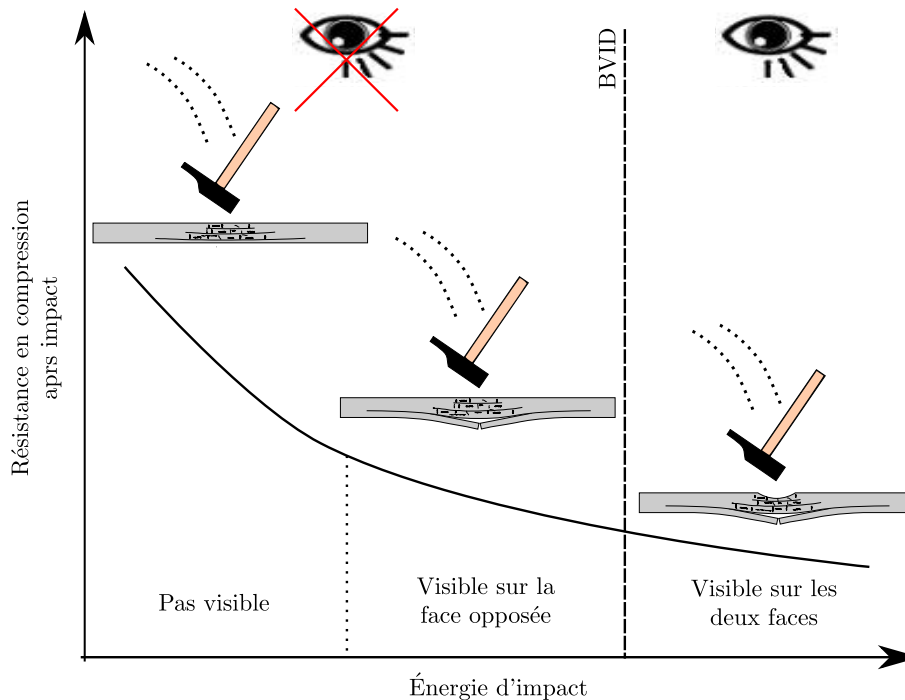 BVID
Résistance en compression
aprs impact
Pas visible
Visible sur la
face opposée
Visible sur les
deux faces
Énergie d'impact